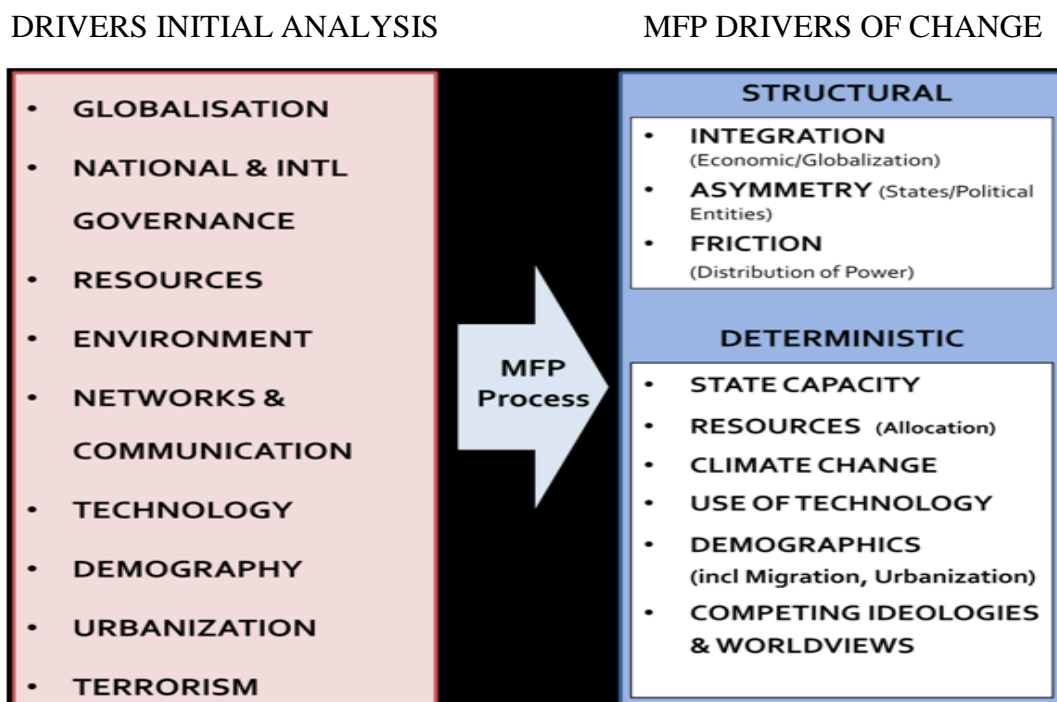 DRIVERS INITIAL ANALYSIS
• GLOBALISATION
• NATIONAL & INTL
GOVERNANCE
• RESOURCES
• ENVIRONMENT
• NETWORKS &
COMMUNICATION
• TECHNOLOGY
• DEMOGRAPHY
• URBANIZATION
• TERRORISM
MFP
Process
MFP DRIVERS OF CHANGE
STRUCTURAL
• INTEGRATION
(Economic/Globalization)
• ASYMMETRY (States/Political
Entities)
• FRICTION
(Distribution of Power)
DETERMINISTIC
• STATE CAPACITY
• RESOURCES (Allocation)
• CLIMATE CHANGE
• USE OF TECHNOLOGY
• DEMOGRAPHICS
(incl Migration, Urbanization)
• COMPETING IDEOLOGIES
& WORLDVIEWS